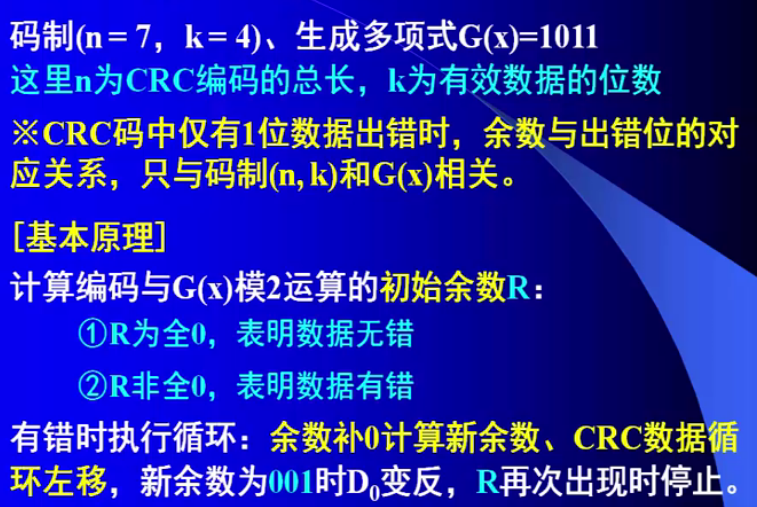 码制(n = 7，k = 4)、生成多项式G(x)=1011
这里n为CRC编码的总长，k为有效数据的位数
※CRC码中仅有1位数据出错时，余数与出错位的对
应关系，只与码制(n, k)和G(x)相关。
[基本原理]
计算编码与G(x)模2运算的初始余数R：
①R为全0，表明数据无错
②R非全0，表明数据有错
有错时执行循环：余数补0计算新余数、CRC数据循
环左移，新余数为001时D₀变反，R再次出现时停止。